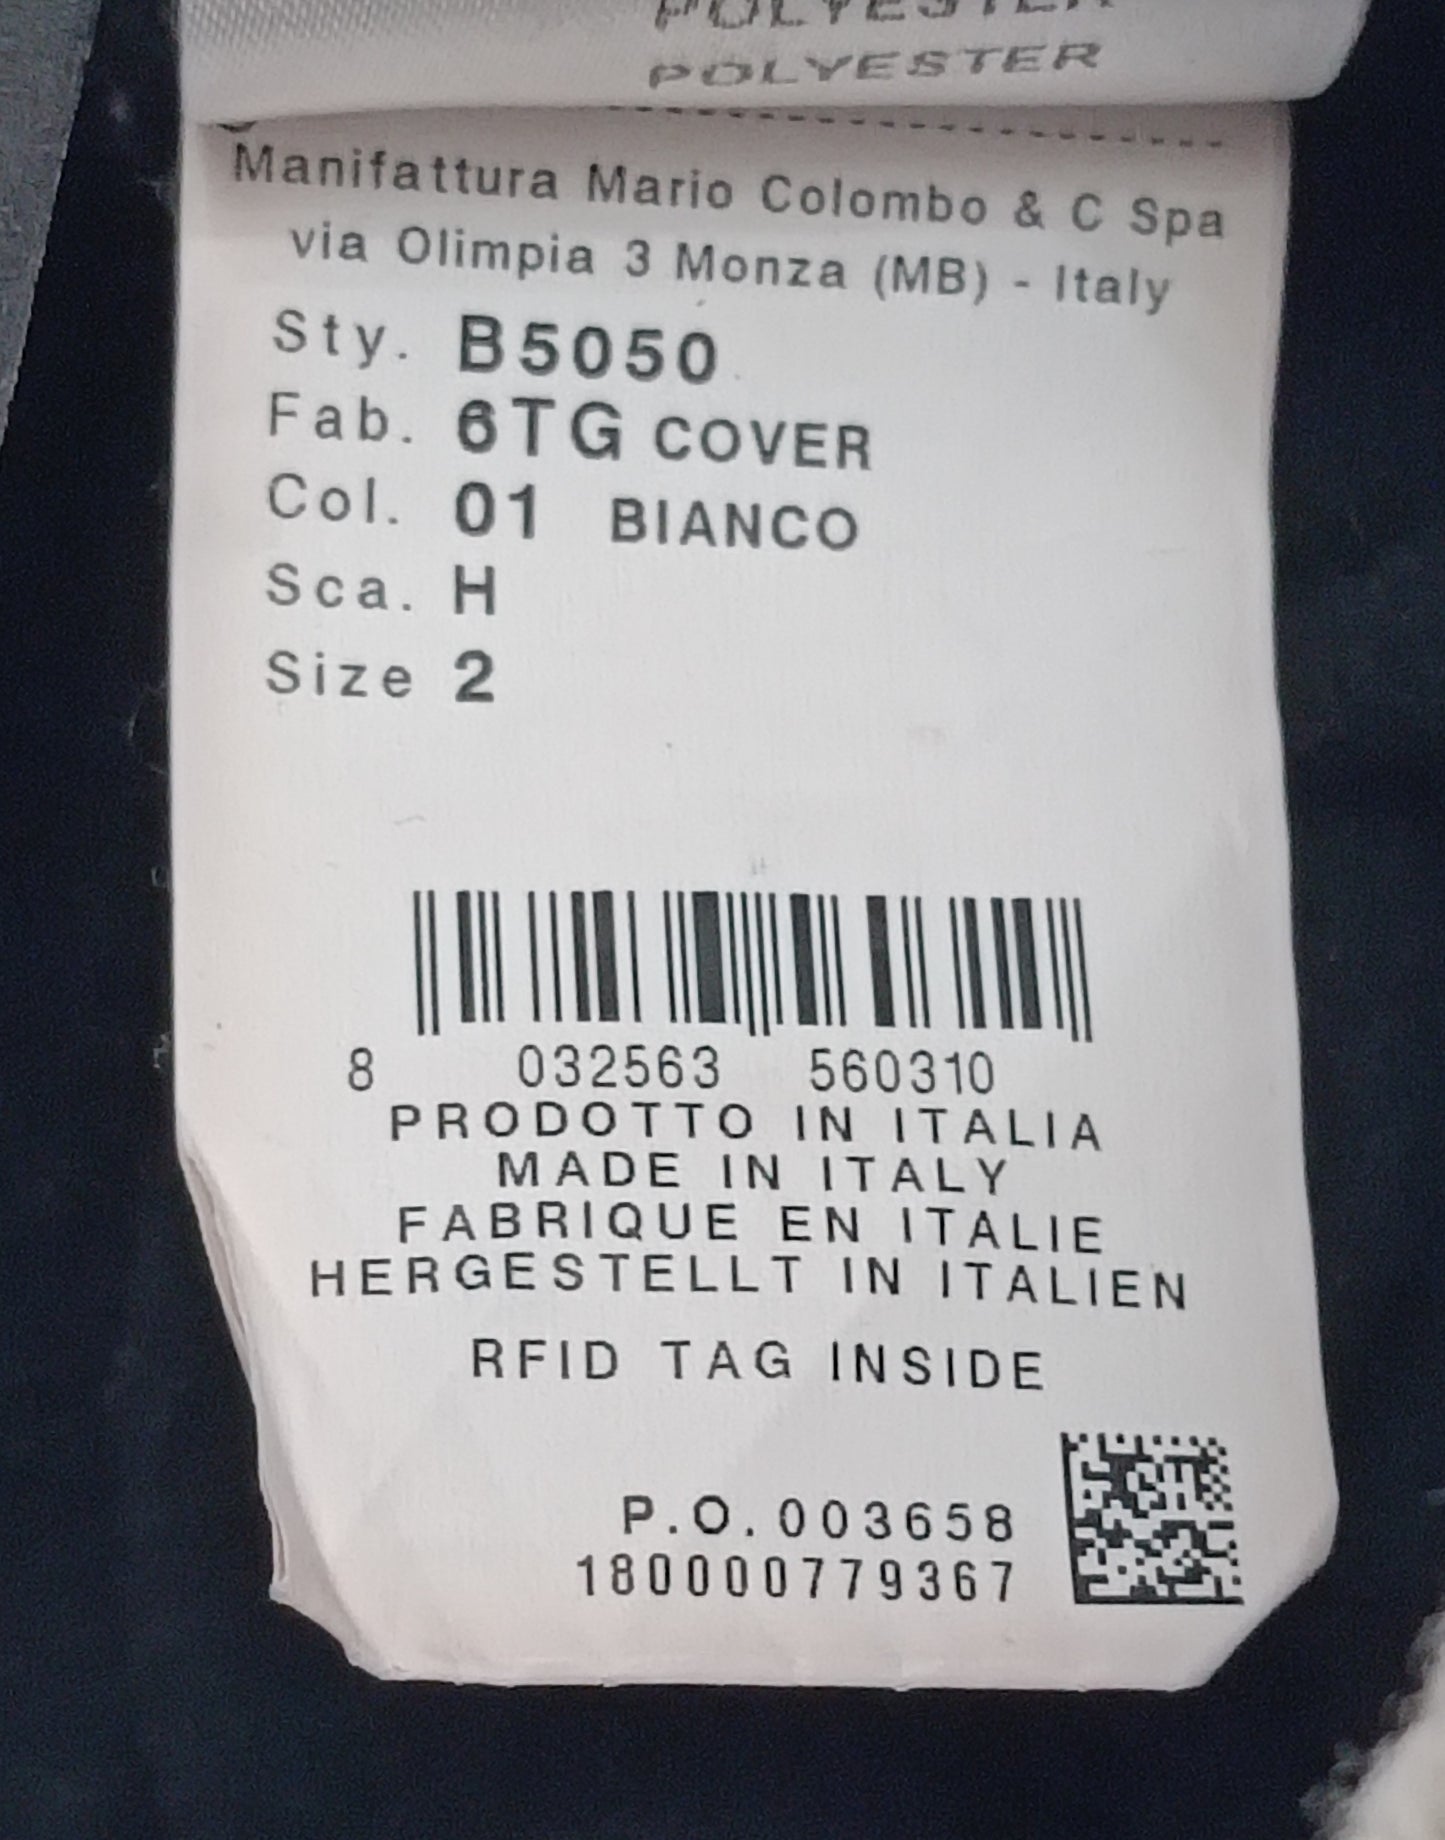 POLYESTER
POLYESTER
Manifattura Mario Colombo & C Spa
via Olimpia 3 Monza (MB) - Italy
Sty. B5050
Fab. 6TG COVER
Col. 01 BIANCO
Sca. H
Size 2
8 032563 560310
PRODOTTO IN ITALIA
MADE IN ITALY
FABRIQUE EN ITALIE
HERGESTELLT IN ITALIEN
RFID TAG INSIDE
P.O. 003658
180000779367